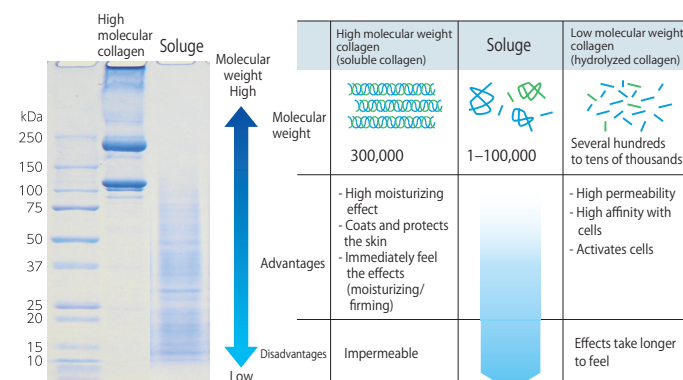 High
molecular
collagen
Soluge
kDa
250
150
100
75
50
37
25
20
15
10
Molecular
weight
High
Low
High molecular weight
collagen
(soluble collagen)
Soluge
Low molecular weight
collagen
(hydrolyzed collagen)
Molecular
weight
300,000
1–100,000
Several hundreds
to tens of thousands
Advantages
- High moisturizing
effect
- Coats and protects
the skin
- Immediately feel
the effects
(moisturizing/
firming)
- High permeability
- High affinity with
cells
- Activates cells
Disadvantages
Impermeable
Effects take longer
to feel